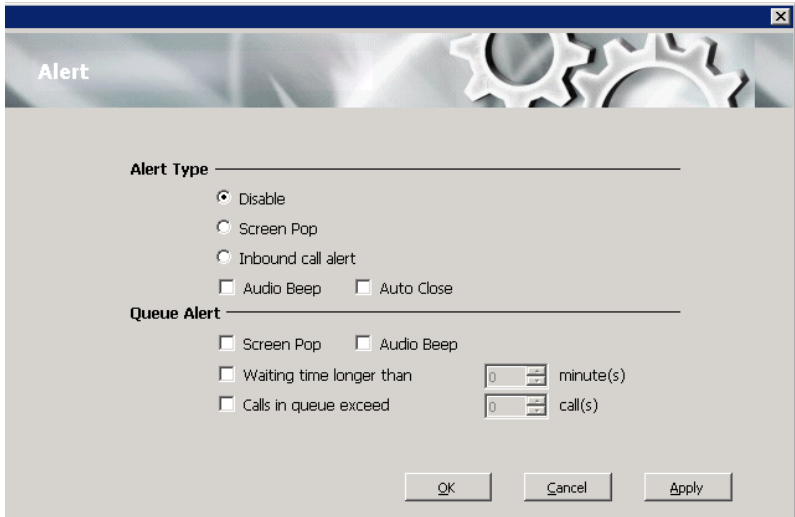 Alert
Alert Type
Disable
Screen Pop
Inbound call alert
Audio Beep Auto Close
Queue Alert
Screen Pop Audio Beep
Waiting time longer than 0 minute(s)
Calls in queue exceed 0 call(s)
OK Cancel Apply